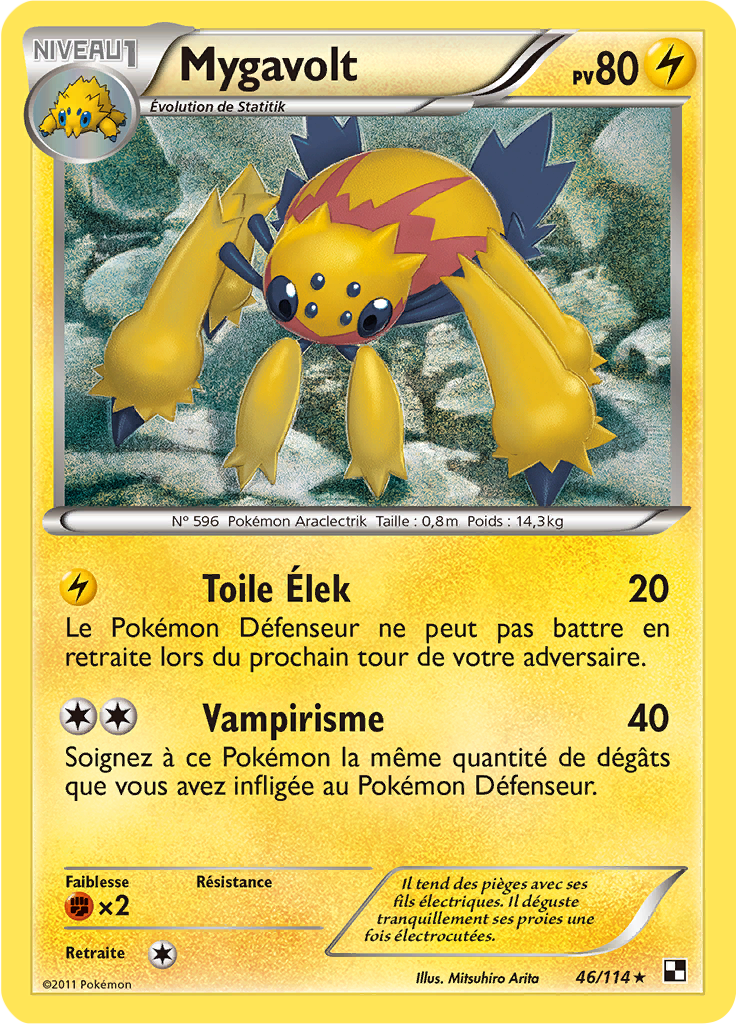 NIVEAU 1
Mygavolt
PV 80
Évolution de Statitik
N° 596 Pokémon Araclectrik Taille : 0,8m Poids : 14,3kg
Toile Élek 20
Le Pokémon Défenseur ne peut pas battre en
retraite lors du prochain tour de votre adversaire.
Vampirisme 40
Soignez à ce Pokémon la même quantité de dégâts
que vous avez infligée au Pokémon Défenseur.
Faiblesse
×2
Résistance
Retraite
Il tend des pièges avec ses
fils électriques. Il déguste
tranquillement ses proies une
fois électrocutées.
©2011 Pokémon
Illus. Mitsuhiro Arita
46/114 ★